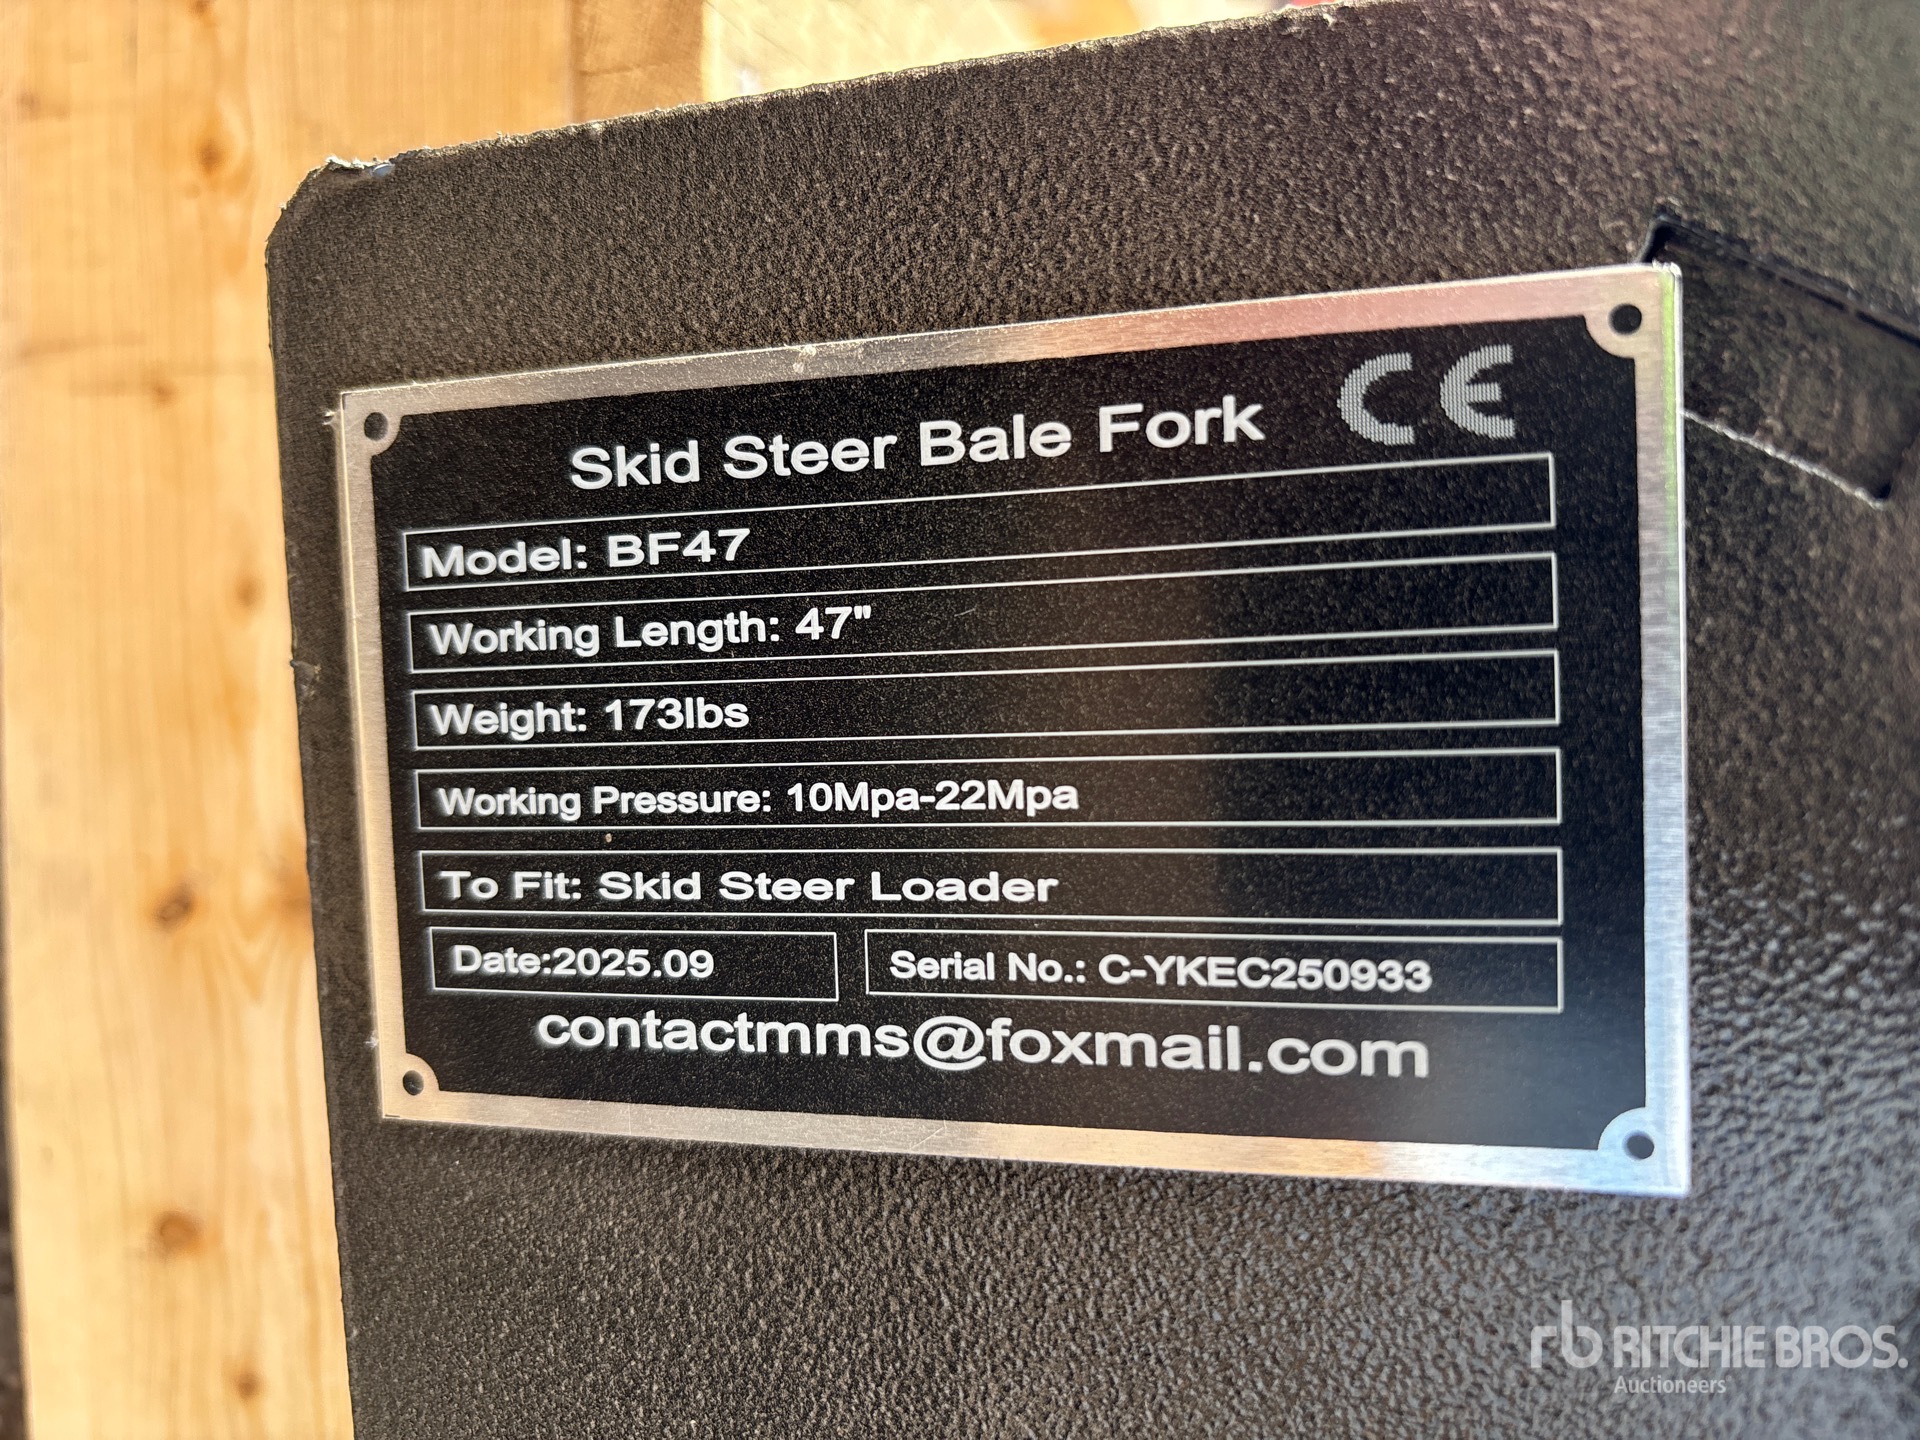 CE
Skid Steer Bale Fork
Model: BF47
Working Length: 47"
Weight: 173lbs
Working Pressure: 10Mpa-22Mpa
To Fit: Skid Steer Loader
Date:2025.09
Serial No.: C-YKEC250933
contactmms@foxmail.com
rb RITCHIE BROS.
Auctioneers